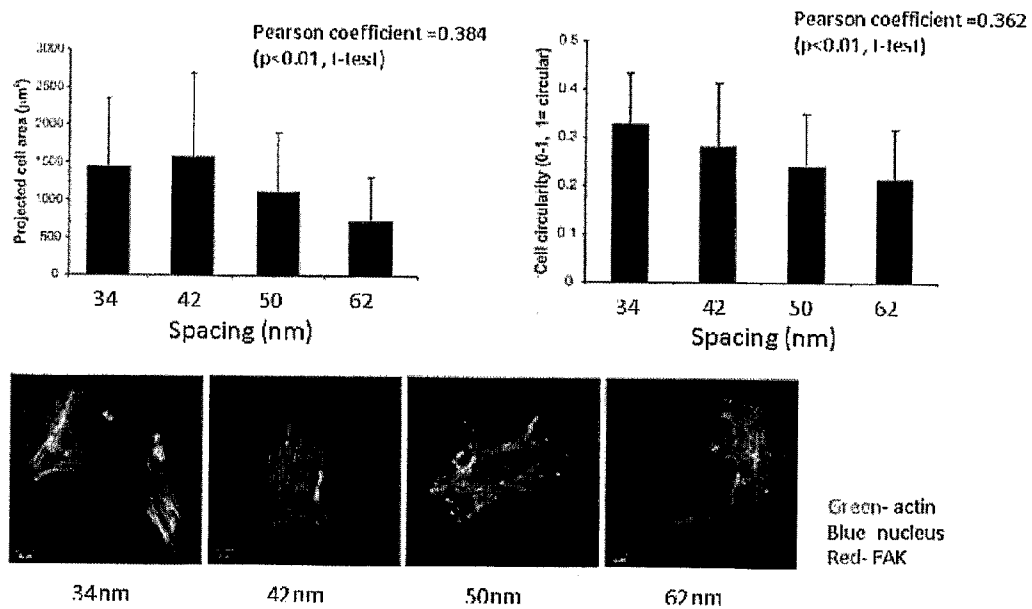 Pearson coefficient =0.384
(p<0.01, t-test)
Projected cell area (µm²)
3000
2500
2000
1500
1000
500
0
34 42 50 62
Spacing (nm)
Pearson coefficient =0.362
(p<0.01, t-test)
Cell circularity (0-1, 1= circular)
0.5
0.4
0.3
0.2
0.1
0
34 42 50 62
Spacing (nm)
Green- actin
Blue nucleus
Red- FAK
34nm 42nm 50nm 62nm